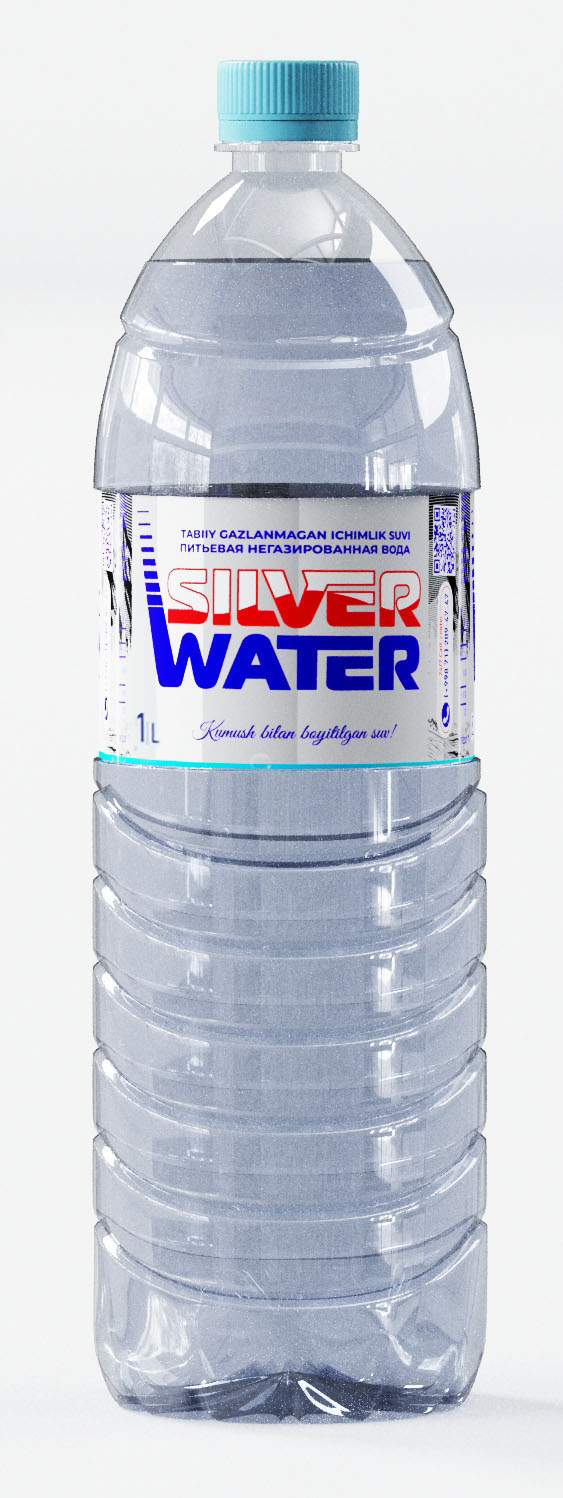 TABIIY GAZLANMAGAN ICHIMLIK SUVI
ПИТЬЕВАЯ НЕГАЗИРОВАННАЯ ВОДА
SILVER
WATER
1L
Kumush bilan boyitilgan suv!